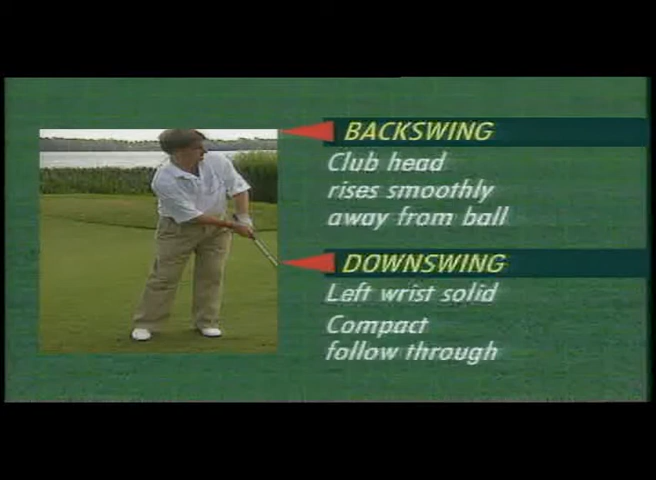 BACKSWING
Club head
rises smoothly
away from ball
DOWNSWING
Left wrist solid
Compact
follow through